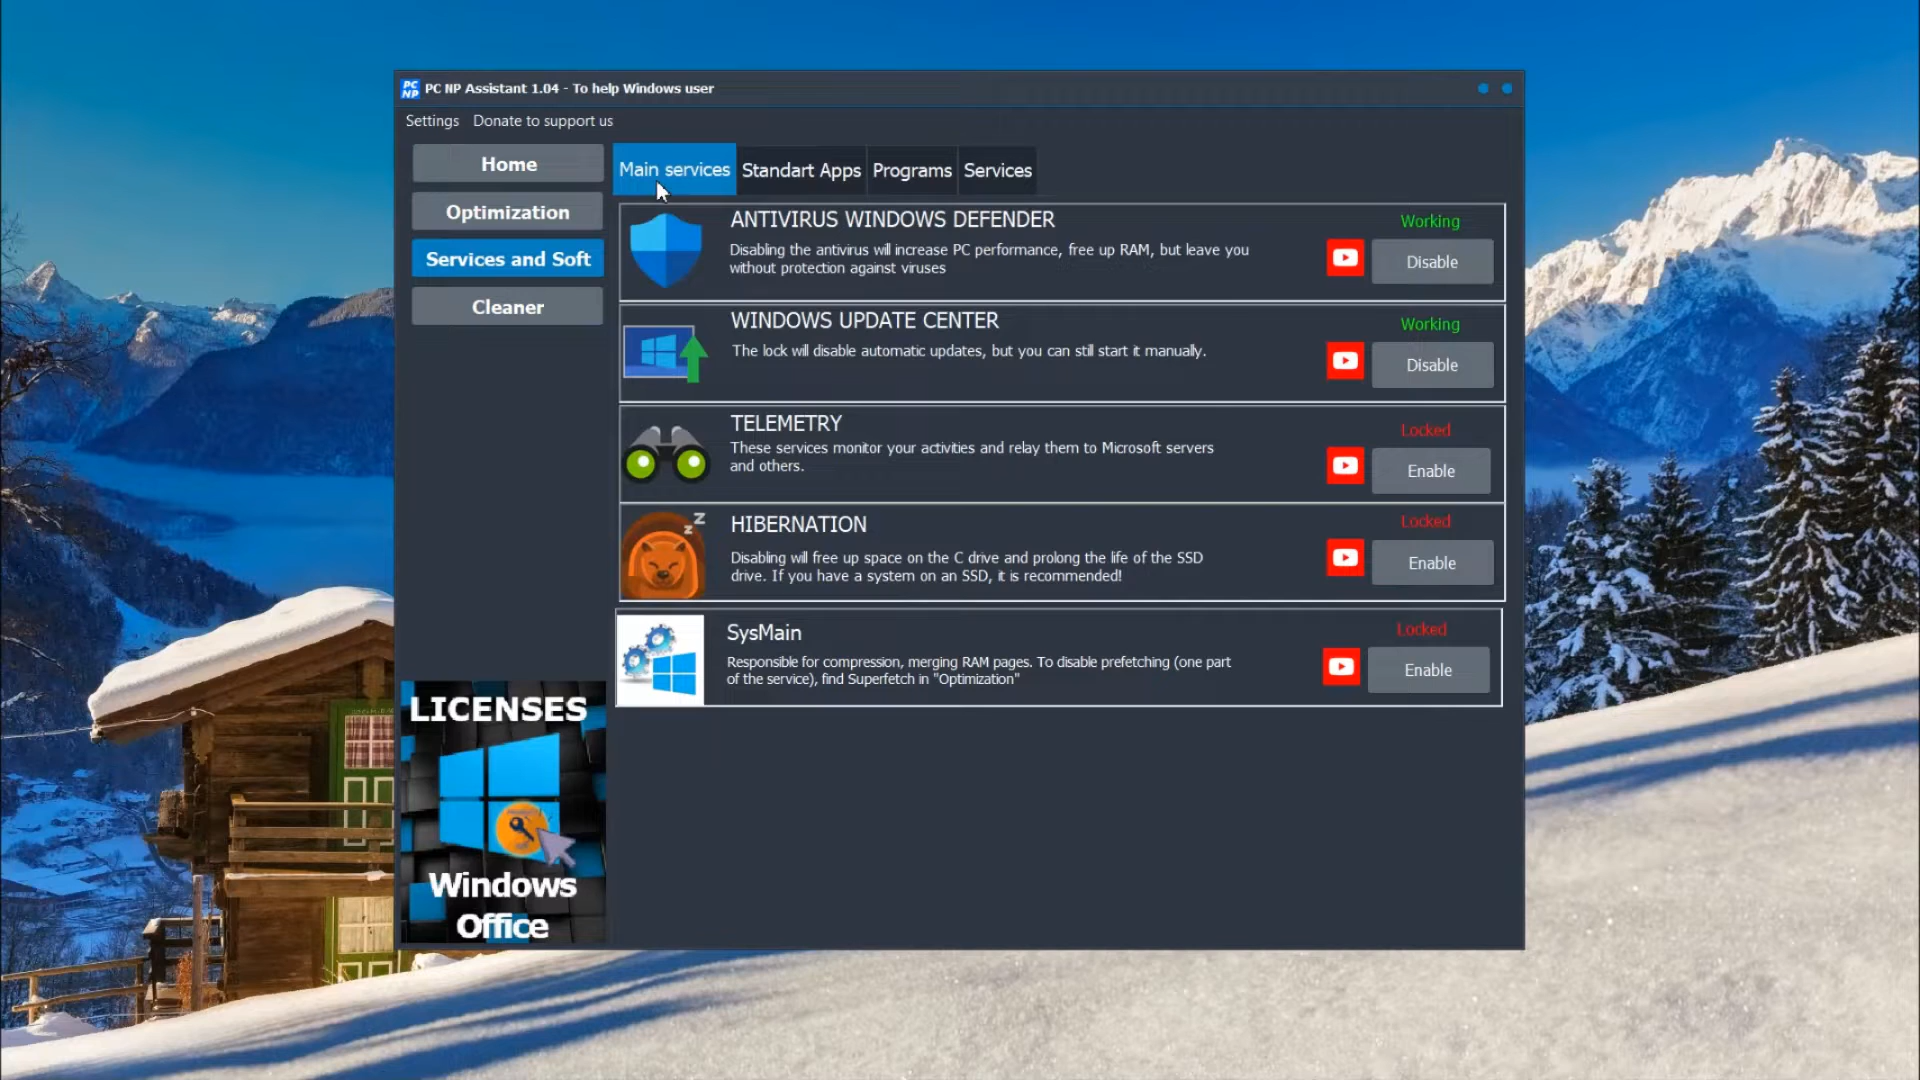 PC NP
PC NP Assistant 1.04 - To help Windows user
Settings Donate to support us
Home
Optimization
Services and Soft
Cleaner
Main services Standart Apps Programs Services
ANTIVIRUS WINDOWS DEFENDER
Disabling the antivirus will increase PC performance, free up RAM, but leave you
without protection against viruses
Working
Disable
WINDOWS UPDATE CENTER
The lock will disable automatic updates, but you can still start it manually.
Working
Disable
TELEMETRY
These services monitor your activities and relay them to Microsoft servers
and others.
Locked
Enable
z z
HIBERNATION
Disabling will free up space on the C drive and prolong the life of the SSD
drive. If you have a system on an SSD, it is recommended!
Locked
Enable
SysMain
Responsible for compression, merging RAM pages. To disable prefetching (one part
of the service), find Superfetch in "Optimization"
Locked
Enable
LICENSES
Windows
Office